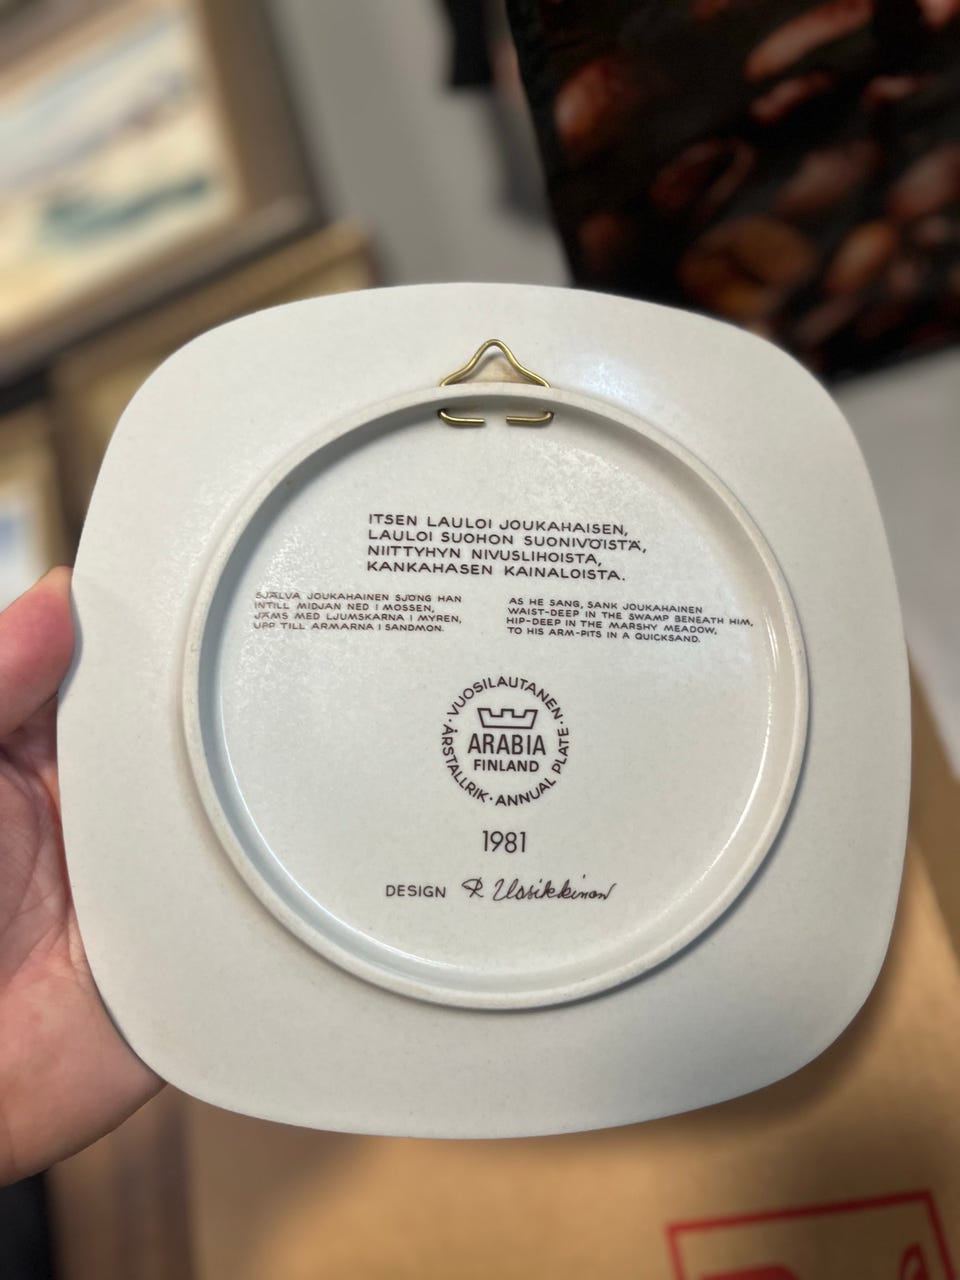 ITSEN LAULOI JOUKAHAISEN,
LAULOI SUOHON SUONIVÖISTÄ,
NIITTYHYN NIVUSLIHOISTA,
KANKAHASEN KAINALOISTA.
SJÄLVA JOUKAHAINEN SJÖNG HAN
INTILL MIDJAN NED I MOSSEN,
JÄMS MED LJUMSKARNA I MYREN,
UPP TILL ARMARNA I SANDMON.
AS HE SANG, SANK JOUKAHAINEN
WAIST-DEEP IN THE SWAMP BENEATH HIM,
HIP-DEEP IN THE MARSHY MEADOW,
TO HIS ARM-PITS IN A QUICKSAND.
VUOSILAUTANEN · ANNUAL PLATE · ÅRSTALLRIK ·
ARABIA
FINLAND
1981
DESIGN R Uosikkinen